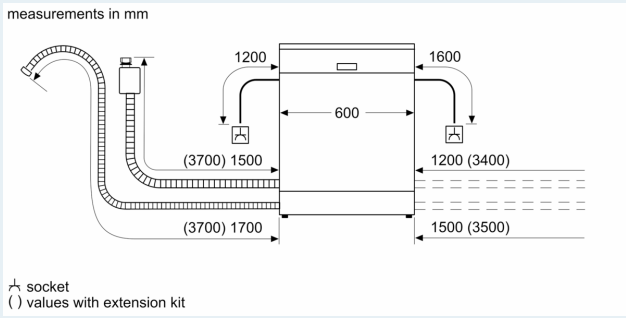 measurements in mm
1200
1600
600
(3700) 1500
1200 (3400)
(3700) 1700
1500 (3500)
socket
( ) values with extension kit